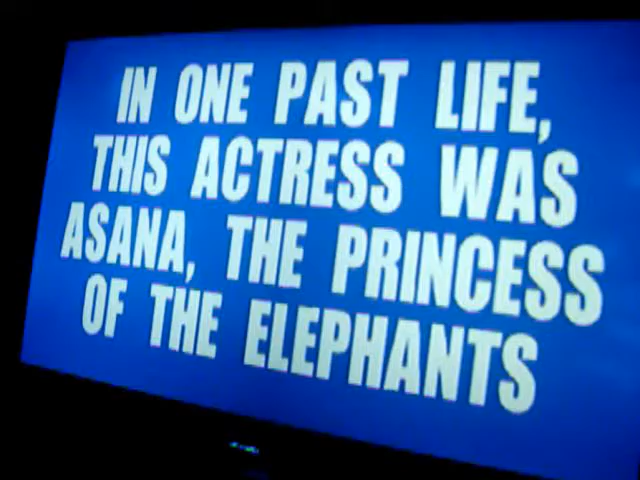 IN ONE PAST LIFE,
THIS ACTRESS WAS
ASANA, THE PRINCESS
OF THE ELEPHANTS